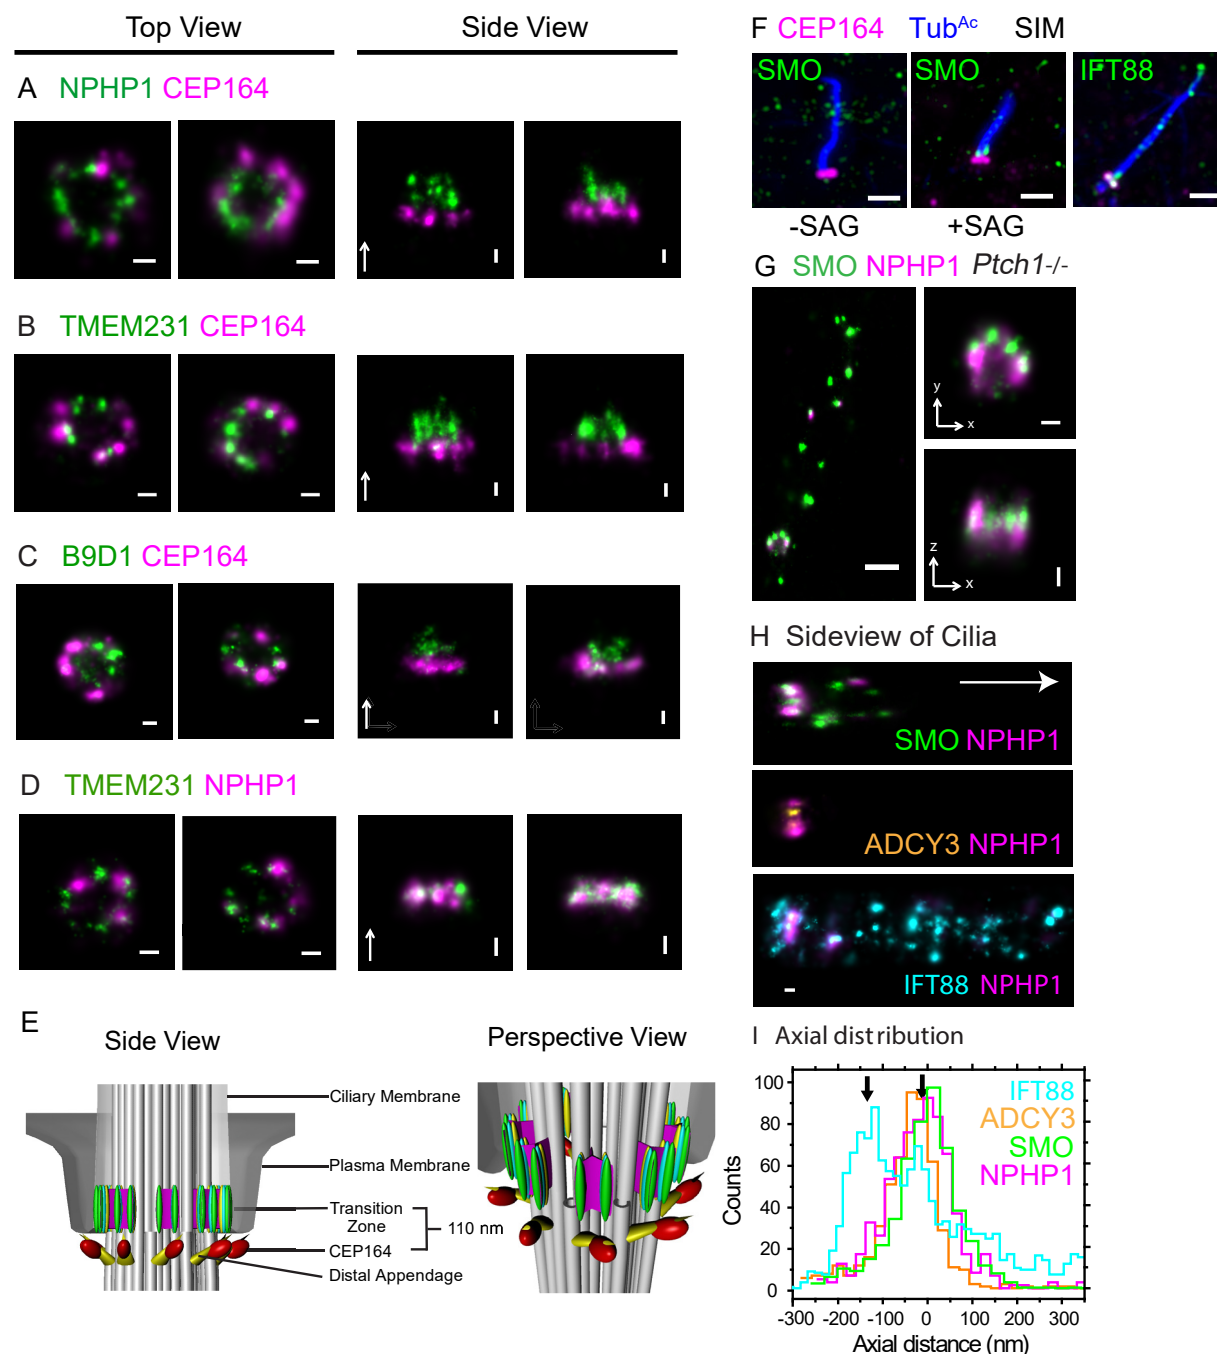 Top View
Side View
A NPHP1 CEP164
B TMEM231 CEP164
C B9D1 CEP164
D TMEM231 NPHP1
E
Side View
Perspective View
Ciliary Membrane
Plasma Membrane
Transition
Zone
110 nm
CEP164
Distal Appendage
F CEP164 Tub^Ac SIM
SMO
SMO
IFT88
-SAG
+SAG
G SMO NPHP1 Ptch1-/-
y
x
z
x
H Sideview of Cilia
SMO NPHP1
ADCY3 NPHP1
IFT88 NPHP1
I Axial distribution
IFT88
ADCY3
SMO
NPHP1
Counts
100
80
60
40
20
0
-300 -200 -100 0 100 200 300
Axial distance (nm)